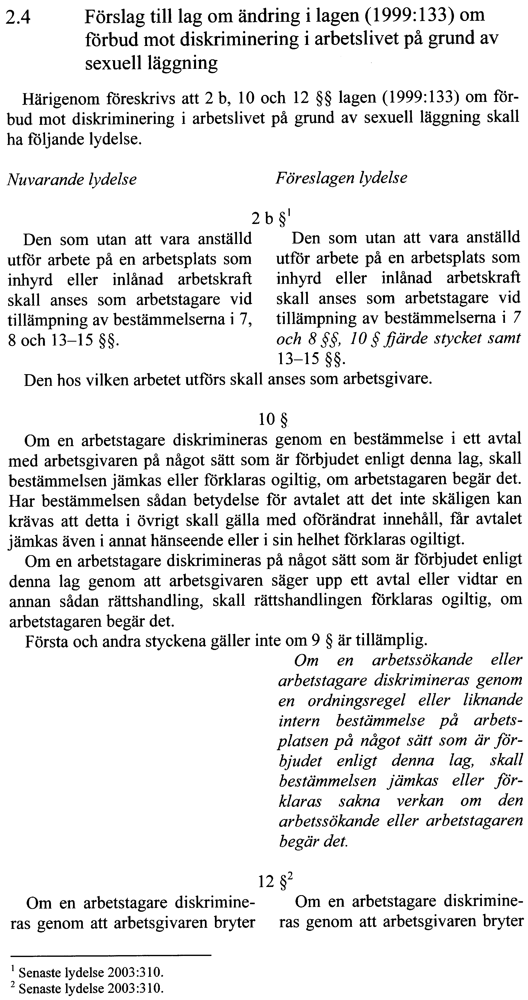 2.4 Förslag till lag om ändring i lagen (1999:133) om
förbud mot diskriminering i arbetslivet på grund av
sexuell läggning
Härigenom föreskrivs att 2 b, 10 och 12 §§ lagen (1999:133) om för-
bud mot diskriminering i arbetslivet på grund av sexuell läggning skall
ha följande lydelse.
Nuvarande lydelse
Föreslagen lydelse
2 b §¹
Den som utan att vara anställd
utför arbete på en arbetsplats som
inhyrd eller inlånad arbetskraft
skall anses som arbetstagare vid
tillämpning av bestämmelserna i 7,
8 och 13–15 §§.
Den som utan att vara anställd
utför arbete på en arbetsplats som
inhyrd eller inlånad arbetskraft
skall anses som arbetstagare vid
tillämpning av bestämmelserna i 7
och 8 §§, 10 § fjärde stycket samt
13–15 §§.
Den hos vilken arbetet utförs skall anses som arbetsgivare.
10 §
Om en arbetstagare diskrimineras genom en bestämmelse i ett avtal
med arbetsgivaren på något sätt som är förbjudet enligt denna lag, skall
bestämmelsen jämkas eller förklaras ogiltig, om arbetstagaren begär det.
Har bestämmelsen sådan betydelse för avtalet att det inte skäligen kan
krävas att detta i övrigt skall gälla med oförändrat innehåll, får avtalet
jämkas även i annat hänseende eller i sin helhet förklaras ogiltigt.
Om en arbetstagare diskrimineras på något sätt som är förbjudet enligt
denna lag genom att arbetsgivaren säger upp ett avtal eller vidtar en
annan sådan rättshandling, skall rättshandlingen förklaras ogiltig, om
arbetstagaren begär det.
Första och andra styckena gäller inte om 9 § är tillämplig.
Om en arbetssökande eller
arbetstagare diskrimineras genom
en ordningsregel eller liknande
intern bestämmelse på arbets-
platsen på något sätt som är för-
bjudet enligt denna lag, skall
bestämmelsen jämkas eller för-
klaras sakna verkan om den
arbetssökande eller arbetstagaren
begär det.
12 §²
Om en arbetstagare diskrimine-
ras genom att arbetsgivaren bryter
Om en arbetstagare diskrimine-
ras genom att arbetsgivaren bryter
¹ Senaste lydelse 2003:310.
² Senaste lydelse 2003:310.